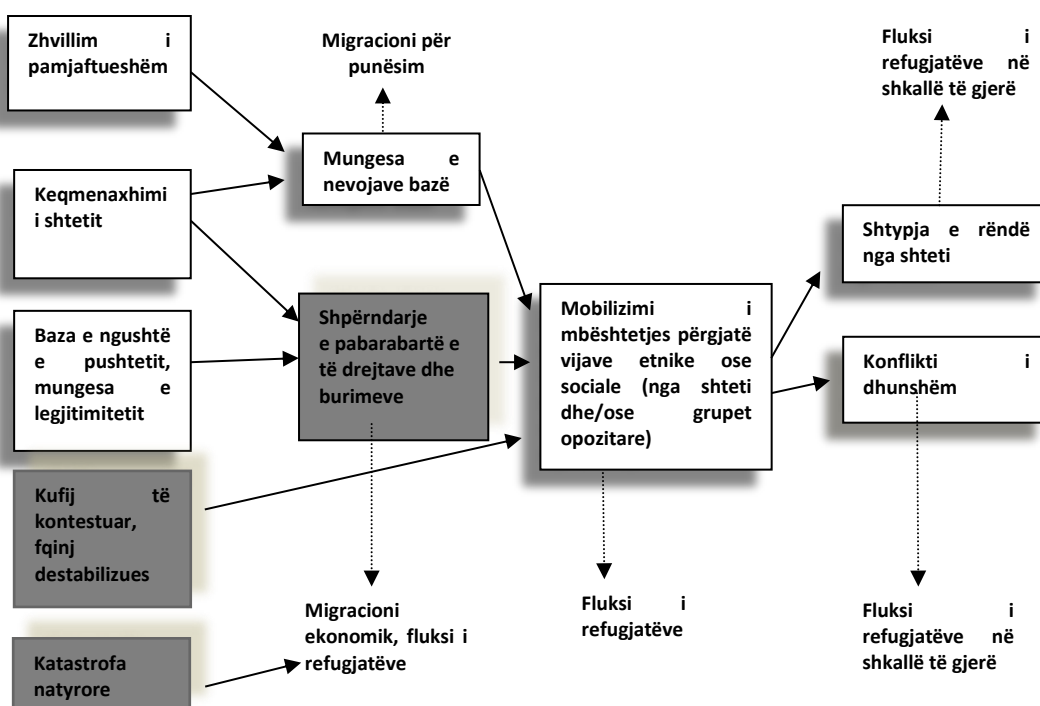 Zhvillim i
pamjaftueshëm
Migracioni për
punësim
Fluksi i
refugjatëve në
shkallë të gjerë
Mungesa e
nevojave bazë
Keqmenaxhimi
i shtetit
Shtypja e rëndë
nga shteti
Baza e ngushtë
e pushtetit,
mungesa e
legjitimitetit
Shpërndarje
e pabarabartë e
të drejtave dhe
burimeve
Mobilizimi i
mbështetjes përgjatë
vijave etnike ose
sociale (nga shteti
dhe/ose grupet
opozitare)
Konflikti i
dhunshëm
Kufij të
kontestuar,
fqinj
destabilizues
Migracioni
ekonomik, fluksi i
refugjatëve
Fluksi i
refugjatëve
Fluksi i
refugjatëve në
shkallë të gjerë
Katastrofa
natyrore